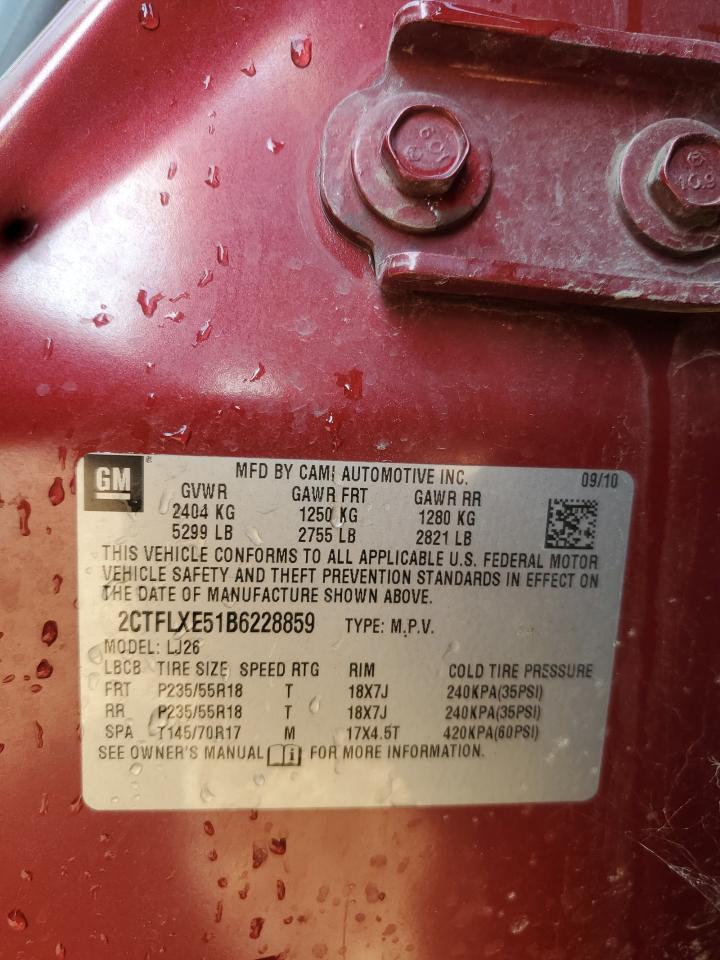 GM
MFD BY CAMI AUTOMOTIVE INC. 09/10
GVWR GAWR FRT GAWR RR
2404 KG 1250 KG 1280 KG
5299 LB 2755 LB 2821 LB
THIS VEHICLE CONFORMS TO ALL APPLICABLE U.S. FEDERAL MOTOR
VEHICLE SAFETY AND THEFT PREVENTION STANDARDS IN EFFECT ON
THE DATE OF MANUFACTURE SHOWN ABOVE.
2CTFLXE51B6228859 TYPE: M.P.V.
MODEL: LJ26
LBCB TIRE SIZE SPEED RTG RIM COLD TIRE PRESSURE
FRT P235/55R18 T 18X7J 240KPA(35PSI)
RR P235/55R18 T 18X7J 240KPA(35PSI)
SPA T145/70R17 M 17X4.5T 420KPA(60PSI)
SEE OWNER'S MANUAL FOR MORE INFORMATION.
10.9